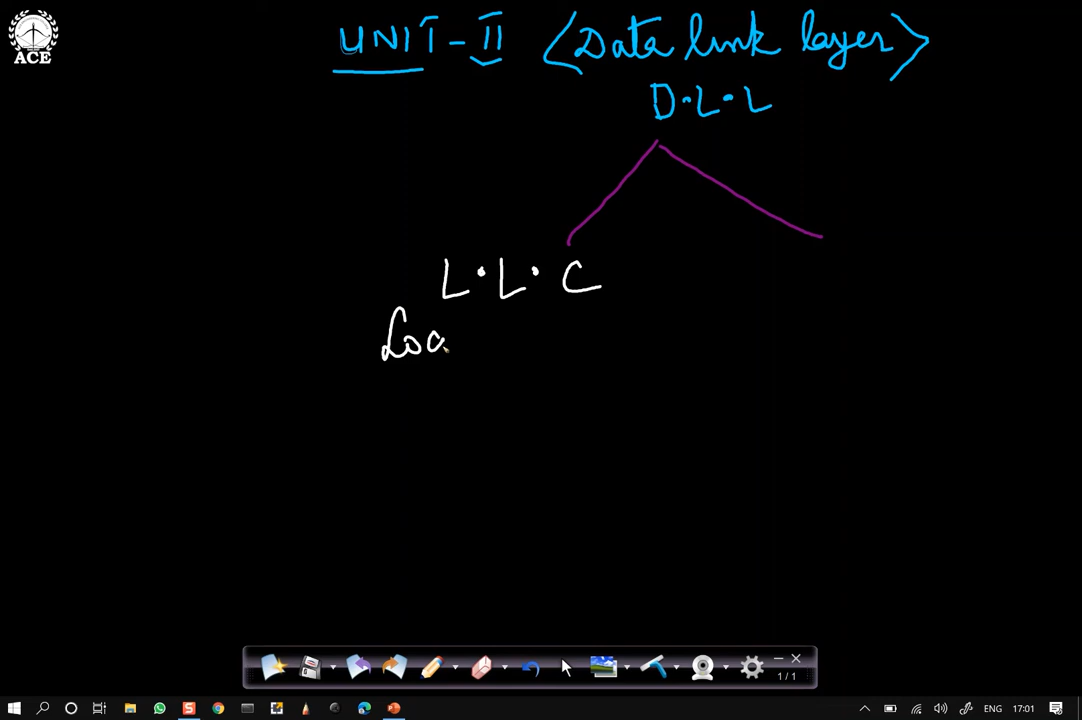 ACE
UNIT-II (Data link layer)
D.L.L
L.L.C
Loc
1/1
ENG
17:01